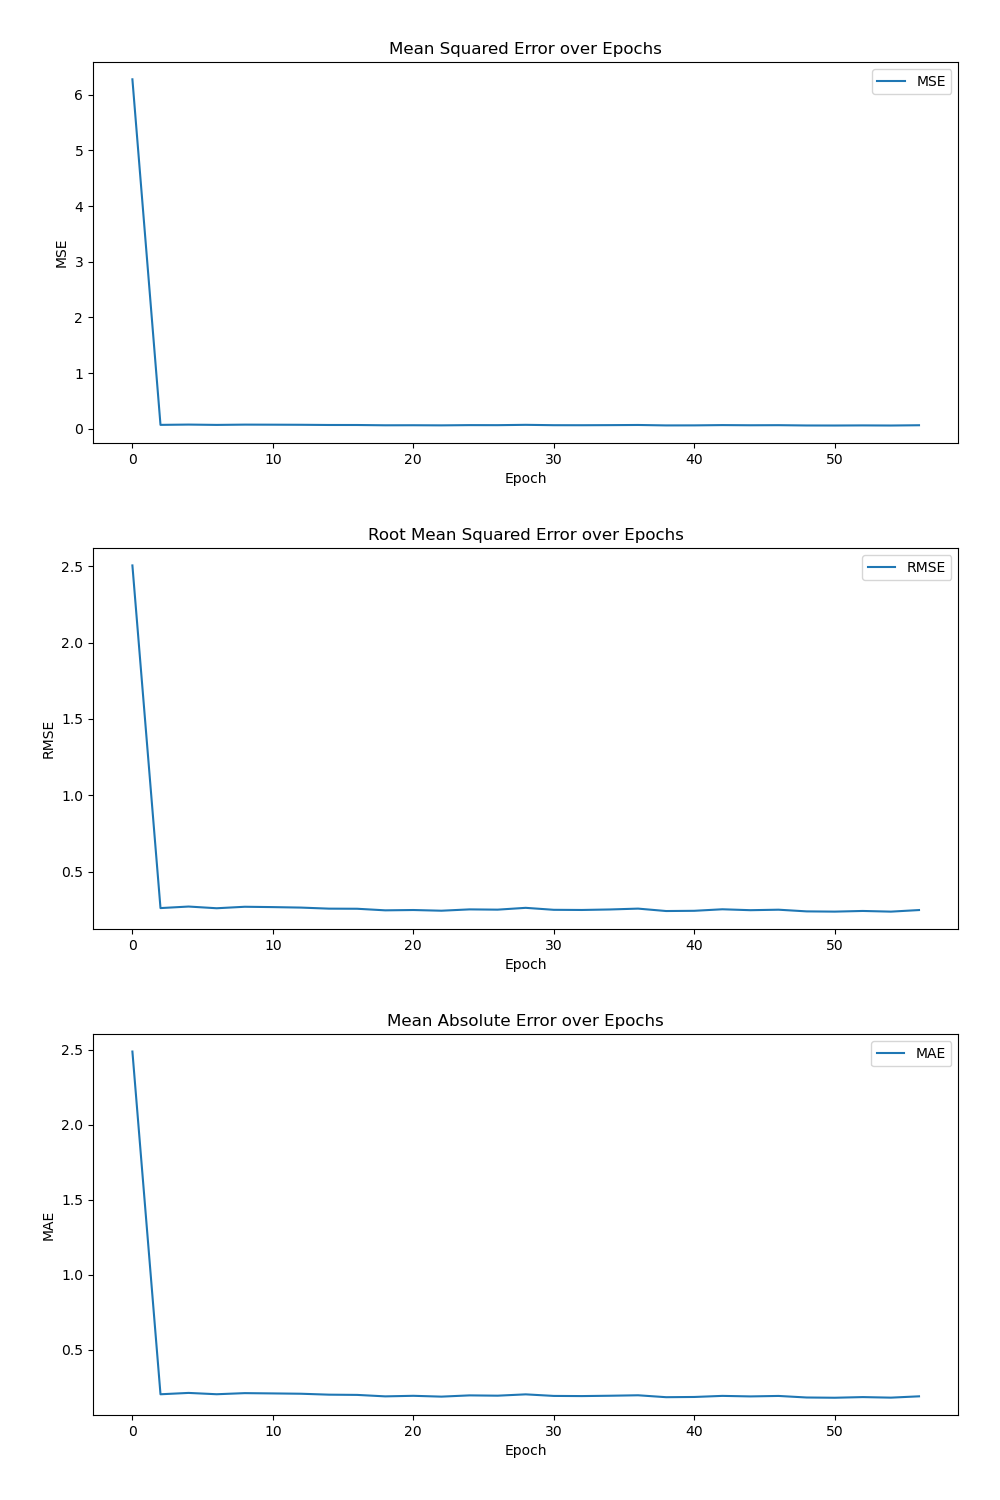 Mean Squared Error over Epochs
MSE
6
5
4
3
2
1
0
MSE
0 10 20 30 40 50
Epoch
Root Mean Squared Error over Epochs
RMSE
2.5
2.0
1.5
1.0
0.5
RMSE
0 10 20 30 40 50
Epoch
Mean Absolute Error over Epochs
MAE
2.5
2.0
1.5
1.0
0.5
MAE
0 10 20 30 40 50
Epoch